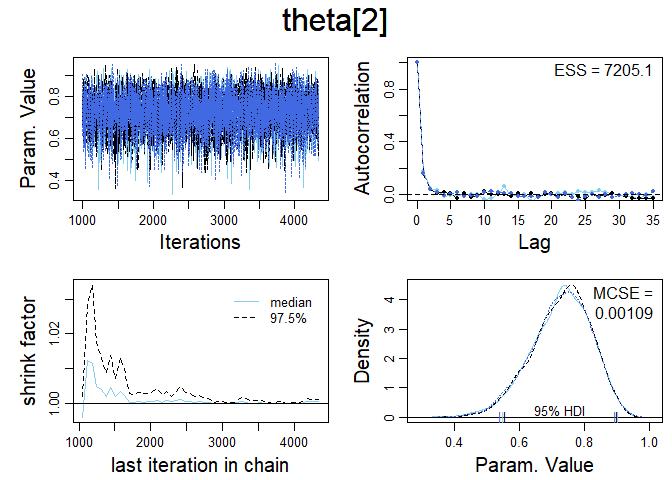 theta[2]
Param. Value
0.4 0.6 0.8
1000 2000 3000 4000
Iterations
Autocorrelation
0.0 0.4 0.8
ESS = 7205.1
0 5 10 15 20 25 30 35
Lag
shrink factor
1.00 1.02
median
97.5%
1000 2000 3000 4000
last iteration in chain
Density
0 1 2 3 4
MCSE =
0.00109
95% HDI
0.4 0.6 0.8 1.0
Param. Value